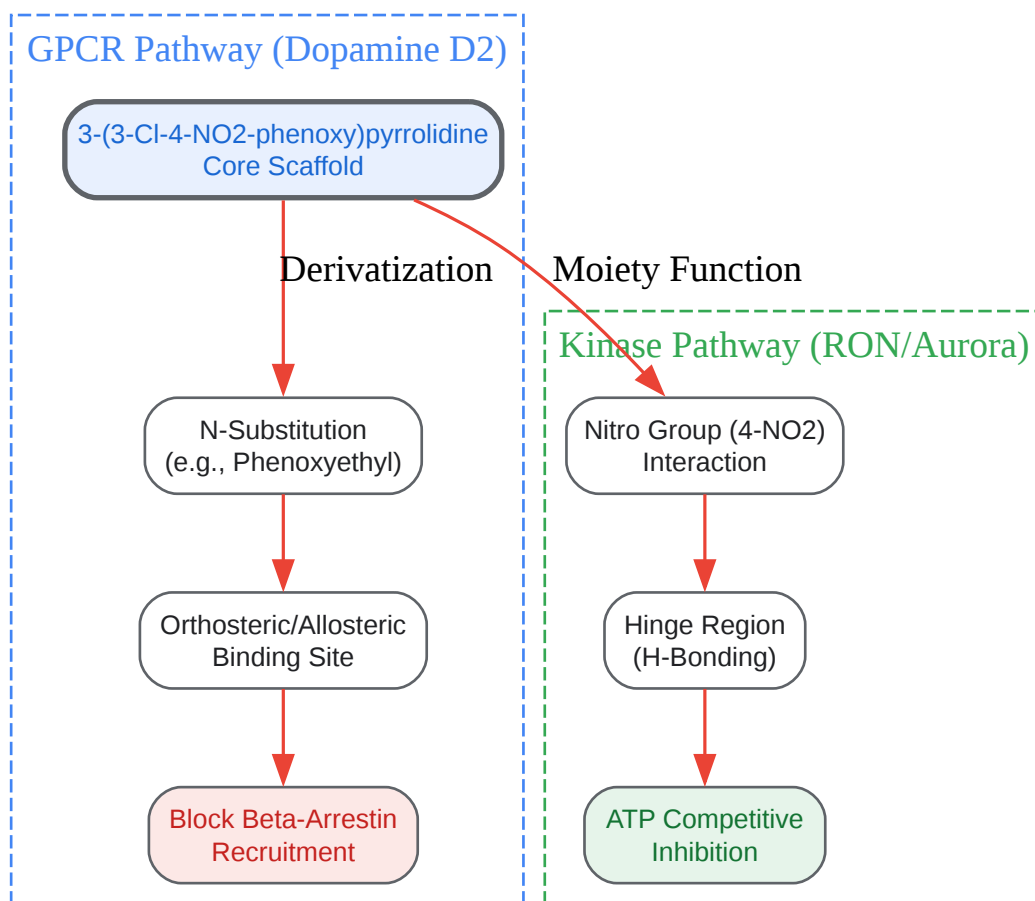 GPCR Pathway (Dopamine D2)
3-(3-Cl-4-NO2-phenoxy)pyrrolidine
Core Scaffold
Derivatization
Moiety Function
Kinase Pathway (RON/Aurora)
N-Substitution
(e.g., Phenoxyethyl)
Nitro Group (4-NO2)
Interaction
Orthosteric/Allosteric
Binding Site
Hinge Region
(H-Bonding)
Block Beta-Arrestin
Recruitment
ATP Competitive
Inhibition